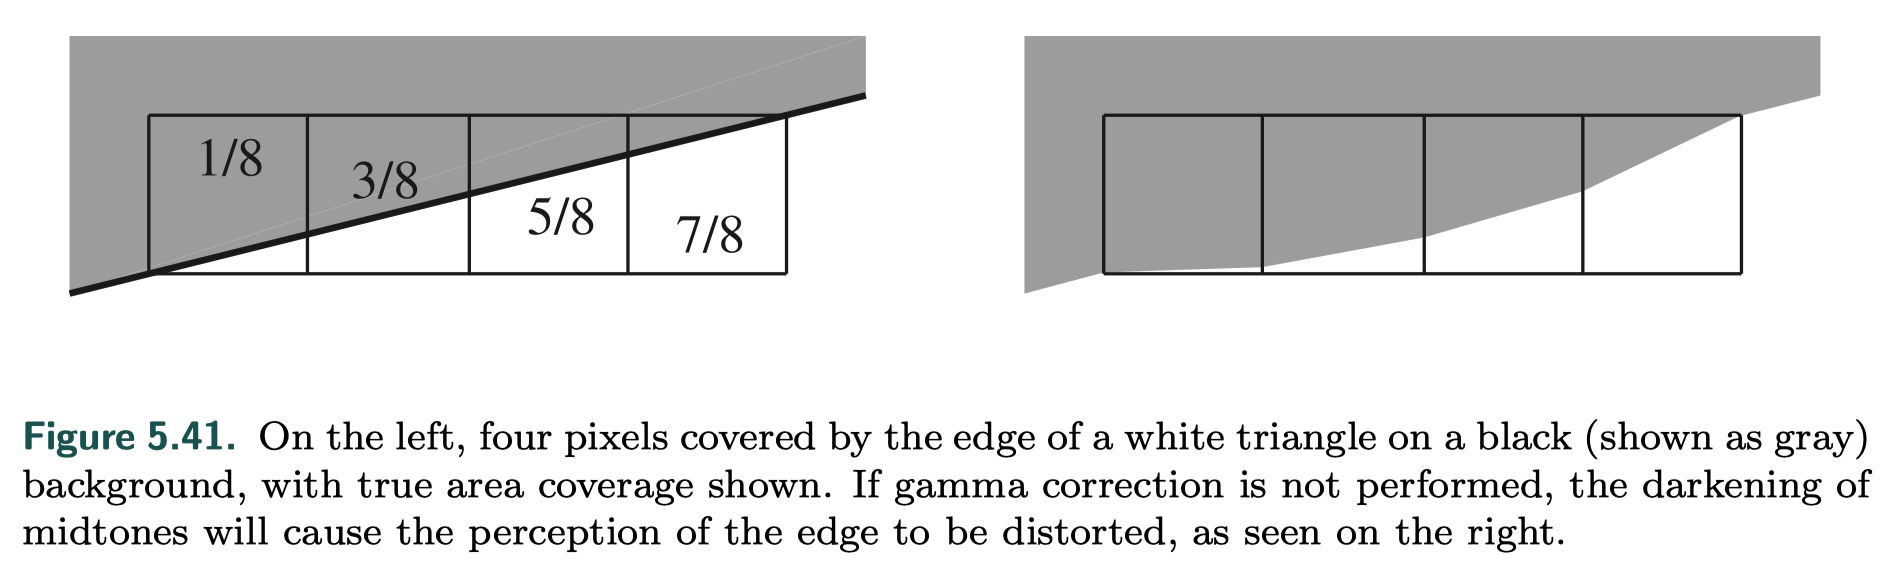 1/8
3/8
5/8
7/8
Figure 5.41. On the left, four pixels covered by the edge of a white triangle on a black (shown as gray)
background, with true area coverage shown. If gamma correction is not performed, the darkening of
midtones will cause the perception of the edge to be distorted, as seen on the right.